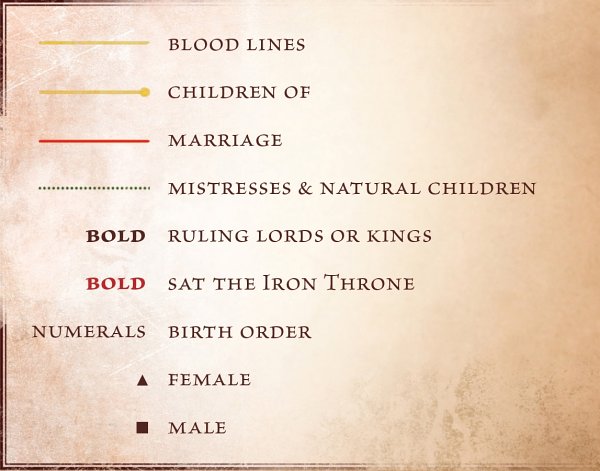 BLOOD LINES
CHILDREN OF
MARRIAGE
MISTRESSES & NATURAL CHILDREN
BOLD RULING LORDS OR KINGS
BOLD SAT THE IRON THRONE
NUMERALS BIRTH ORDER
▲ FEMALE
■ MALE